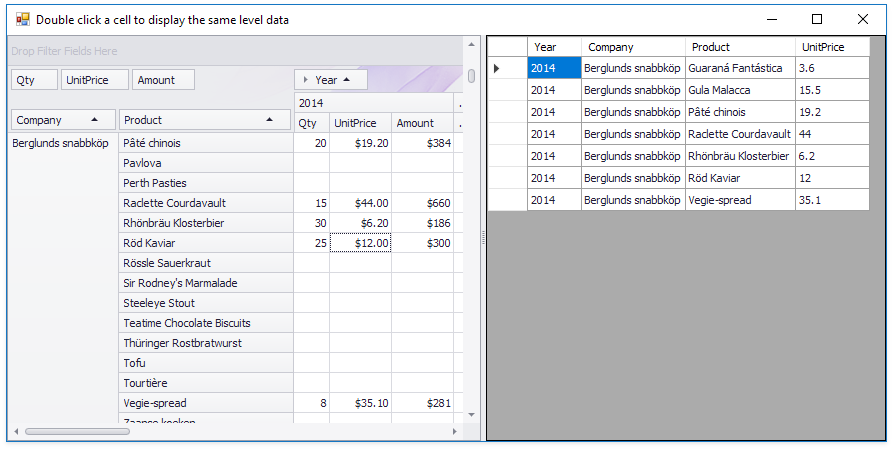 Double click a cell to display the same level data
Drop Filter Fields Here
Qty UnitPrice Amount Year
2014 .
Company Product Qty UnitPrice Amount .
Berglunds snabbköp Pâté chinois 20 $19.20 $384
Pavlova
Perth Pasties
Raclette Courdavault 15 $44.00 $660
Rhönbräu Klosterbier 30 $6.20 $186
Röd Kaviar 25 $12.00 $300
Rössle Sauerkraut
Sir Rodney's Marmalade
Steeleye Stout
Teatime Chocolate Biscuits
Thüringer Rostbratwurst
Tofu
Tourtière
Vegie-spread 8 $35.10 $281
Zaanse koeken
Year Company Product UnitPrice
2014 Berglunds snabbköp Guaraná Fantástica 3.6
2014 Berglunds snabbköp Gula Malacca 15.5
2014 Berglunds snabbköp Pâté chinois 19.2
2014 Berglunds snabbköp Raclette Courdavault 44
2014 Berglunds snabbköp Rhönbräu Klosterbier 6.2
2014 Berglunds snabbköp Röd Kaviar 12
2014 Berglunds snabbköp Vegie-spread 35.1